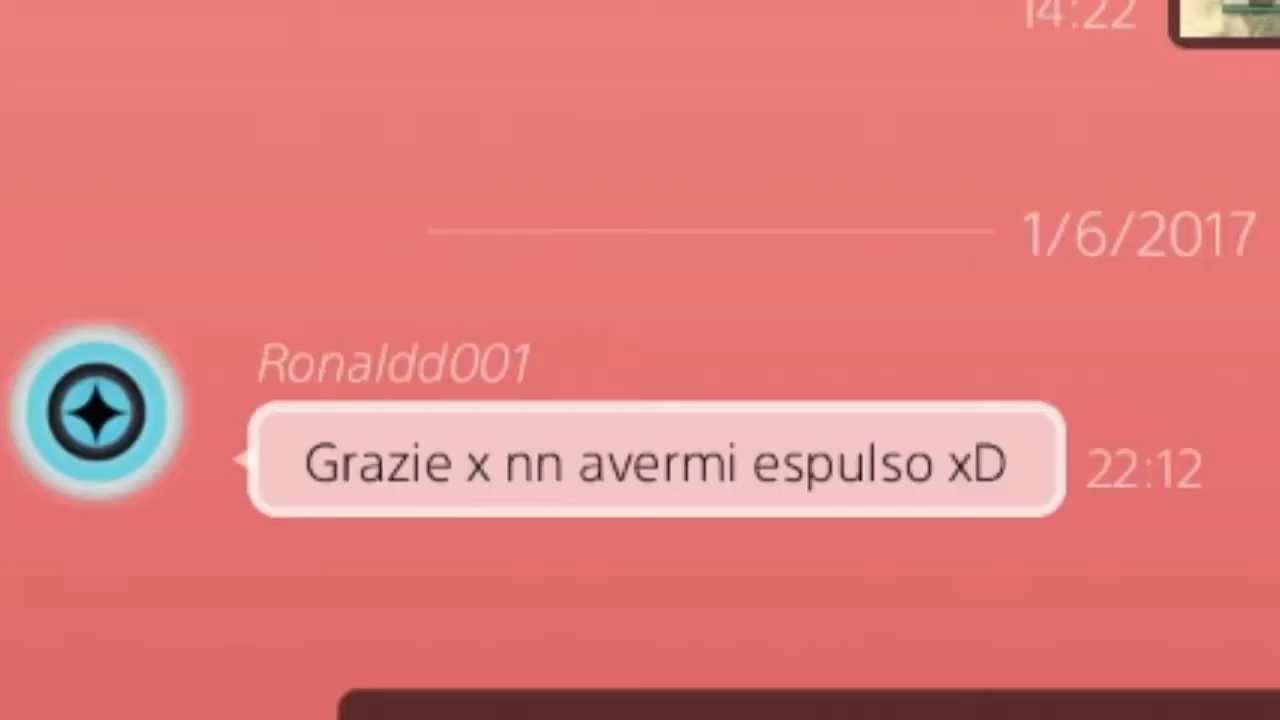 14:22
1/6/2017
Ronaldd001
Grazie x nn avermi espulso xD
22:12